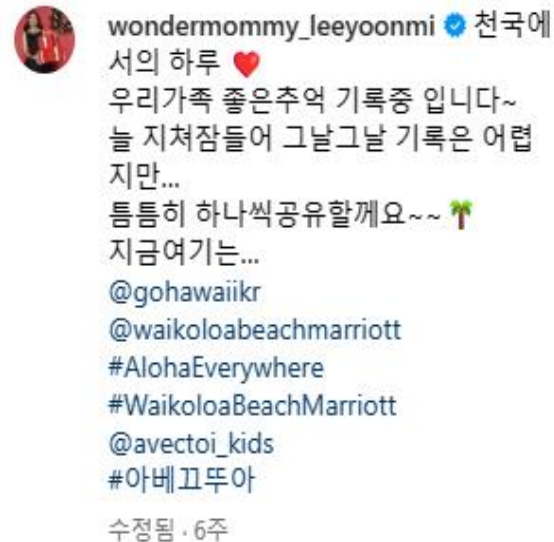 wondermommy_leeyoonmi 천국에
서의 하루 ❤️
우리가족 좋은추억 기록중 입니다~
늘 지쳐잠들어 그날그날 기록은 어렵
지만...
틈틈히 하나씩공유할께요~~🌴
지금여기는...
@gohawaiikr
@waikoloabeachmarriott
#AlohaEverywhere
#WaikoloaBeachMarriott
@avectoi_kids
#아베끄뚜아
수정됨 · 6주